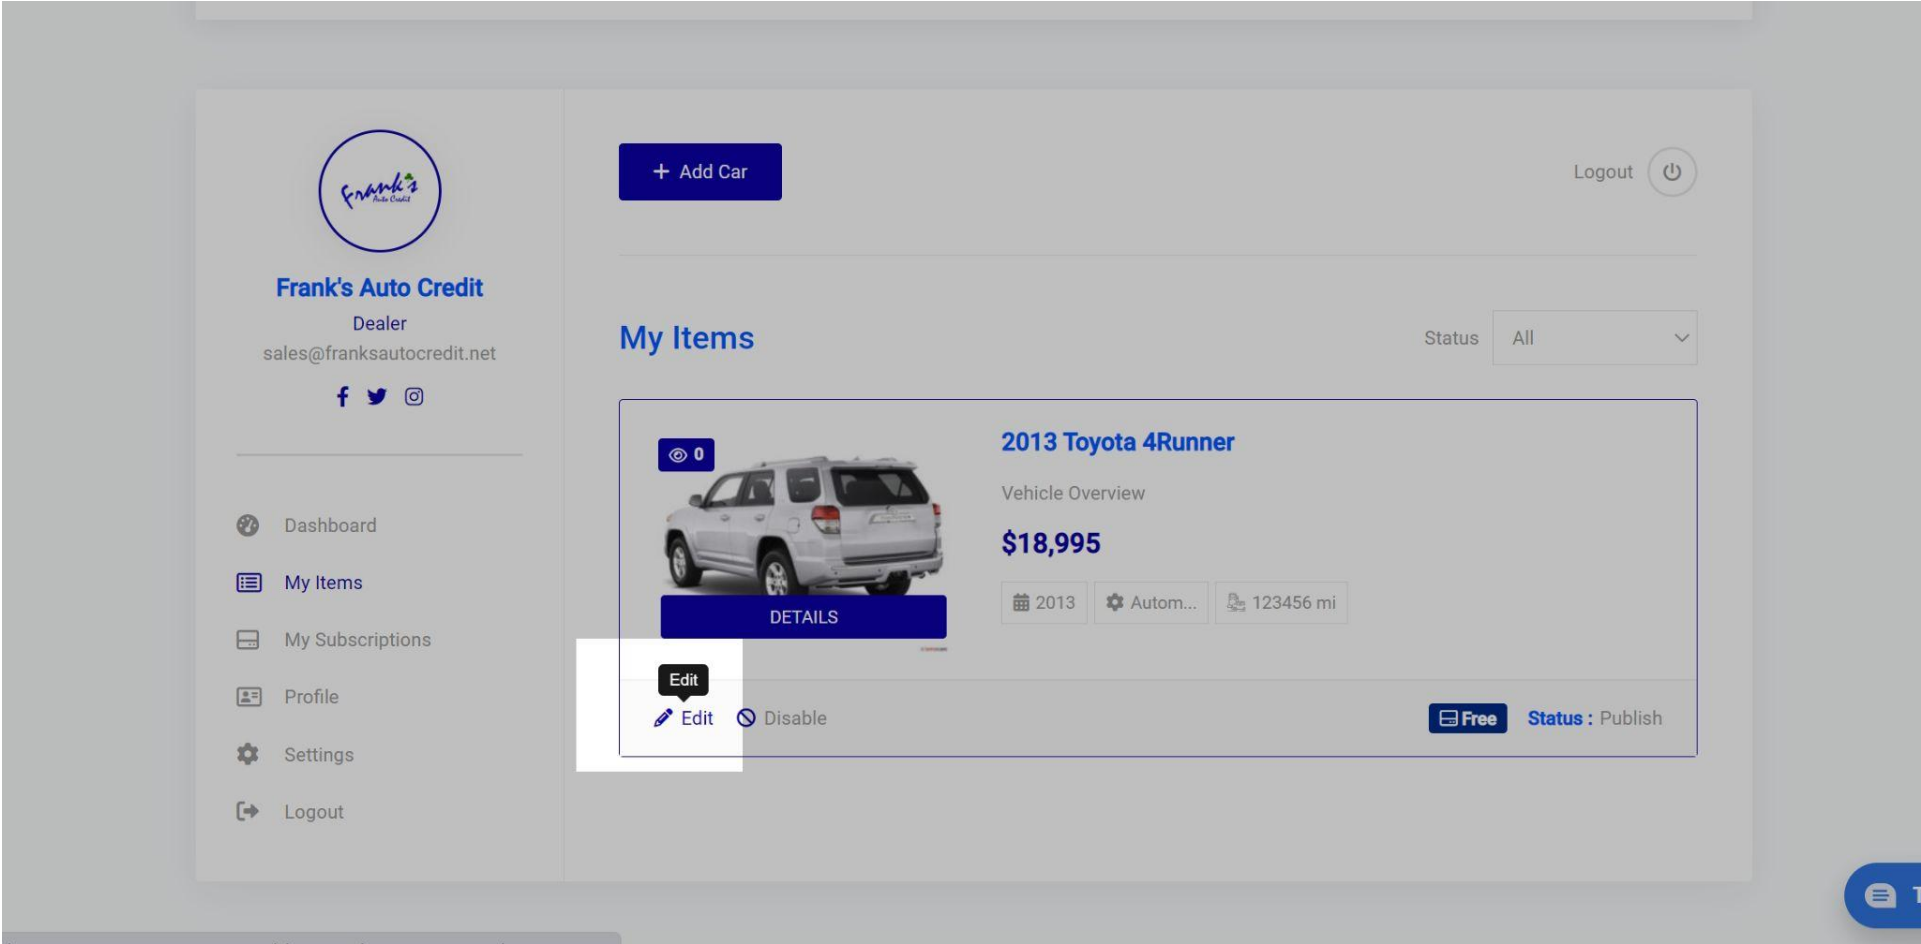 Frank's
Auto Credit
Frank's Auto Credit
Dealer
sales@franksautocredit.net
Dashboard
My Items
My Subscriptions
Profile
Settings
Logout
+ Add Car
Logout
My Items
Status All
0
DETAILS
2013 Toyota 4Runner
Vehicle Overview
$18,995
2013 Autom... 123456 mi
Edit
Edit Disable
Free Status : Publish